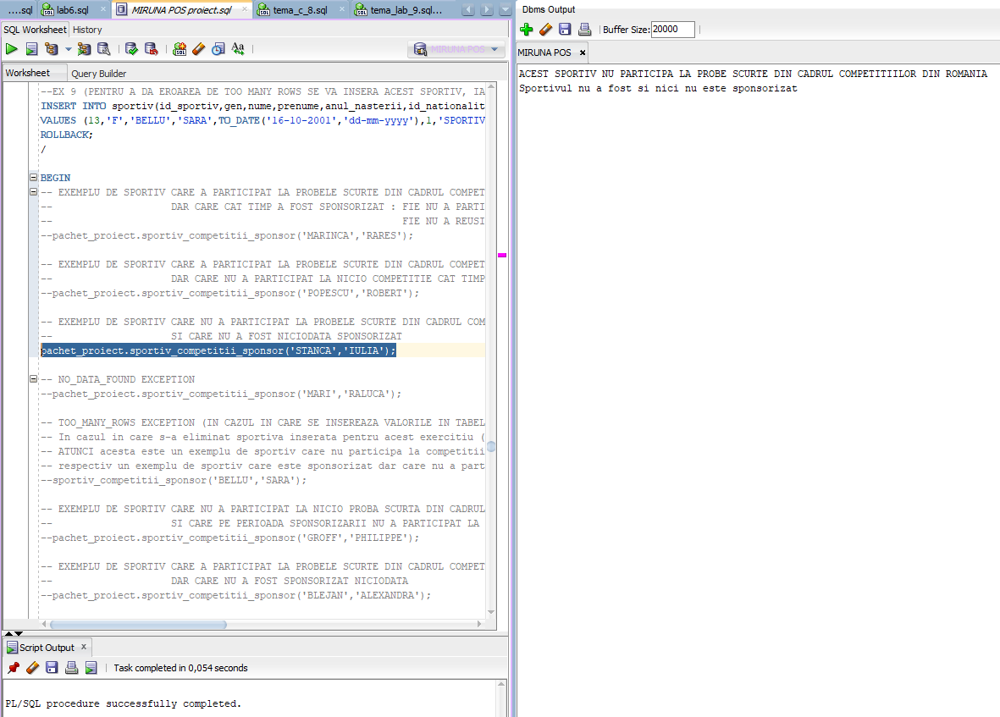 ....sql
lab6.sql
MIRUNA POS proiect.sql
tema_c_8.sql
tema_lab_9.sql...
SQL Worksheet
History
MIRUNA POS
Worksheet
Query Builder
--EX 9 (PENTRU A DA EROAREA DE TOO MANY ROWS SE VA INSERA ACEST SPORTIV, IA
INSERT INTO sportiv(id_sportiv,gen,nume,prenume,anul_nasterii,id_nationalit
VALUES (13,'F','BELLU','SARA',TO_DATE('16-10-2001','dd-mm-yyyy'),1,'SPORTIV
ROLLBACK;
/
BEGIN
-- EXEMPLU DE SPORTIV CARE A PARTICIPAT LA PROBELE SCURTE DIN CADRUL COMPET
-- DAR CARE CAT TIMP A FOST SPONSORIZAT : FIE NU A PARTI
-- FIE NU A REUSI
--pachet_proiect.sportiv_competitii_sponsor('MARINCA','RARES');
-- EXEMPLU DE SPORTIV CARE A PARTICIPAT LA PROBELE SCURTE DIN CADRUL COMPET
-- DAR CARE NU A PARTICIPAT LA NICIO COMPETITIE CAT TIMP
--pachet_proiect.sportiv_competitii_sponsor('POPESCU','ROBERT');
-- EXEMPLU DE SPORTIV CARE NU A PARTICIPAT LA PROBELE SCURTE DIN CADRUL COM
-- SI CARE NU A FOST NICIODATA SPONSORIZAT
pachet_proiect.sportiv_competitii_sponsor('STANCA','IULIA');
-- NO_DATA_FOUND EXCEPTION
--pachet_proiect.sportiv_competitii_sponsor('MARI','RALUCA');
-- TOO_MANY_ROWS EXCEPTION (IN CAZUL IN CARE SE INSEREAZA VALORILE IN TABEL
-- In cazul in care s-a eliminat sportiva inserata pentru acest exercitiu (
-- ATUNCI acesta este un exemplu de sportiv care nu participa la competitii
-- respectiv un exemplu de sportiv care este sponsorizat dar care nu a part
--sportiv_competitii_sponsor('BELLU','SARA');
-- EXEMPLU DE SPORTIV CARE NU A PARTICIPAT LA NICIO PROBA SCURTA DIN CADRUL
-- SI CARE PE PERIOADA SPONSORIZARII NU A PARTICIPAT LA
--pachet_proiect.sportiv_competitii_sponsor('GROFF','PHILIPPE');
-- EXEMPLU DE SPORTIV CARE A PARTICIPAT LA PROBELE SCURTE DIN CADRUL COMPET
-- DAR CARE NU A FOST SPONSORIZAT NICIODATA
--pachet_proiect.sportiv_competitii_sponsor('BLEJAN','ALEXANDRA');
Script Output
Task completed in 0,054 seconds
PL/SQL procedure successfully completed.
Dbms Output
Buffer Size: 20000
MIRUNA POS
ACEST SPORTIV NU PARTICIPA LA PROBE SCURTE DIN CADRUL COMPETITIILOR DIN ROMANIA
Sportivul nu a fost si nici nu este sponsorizat